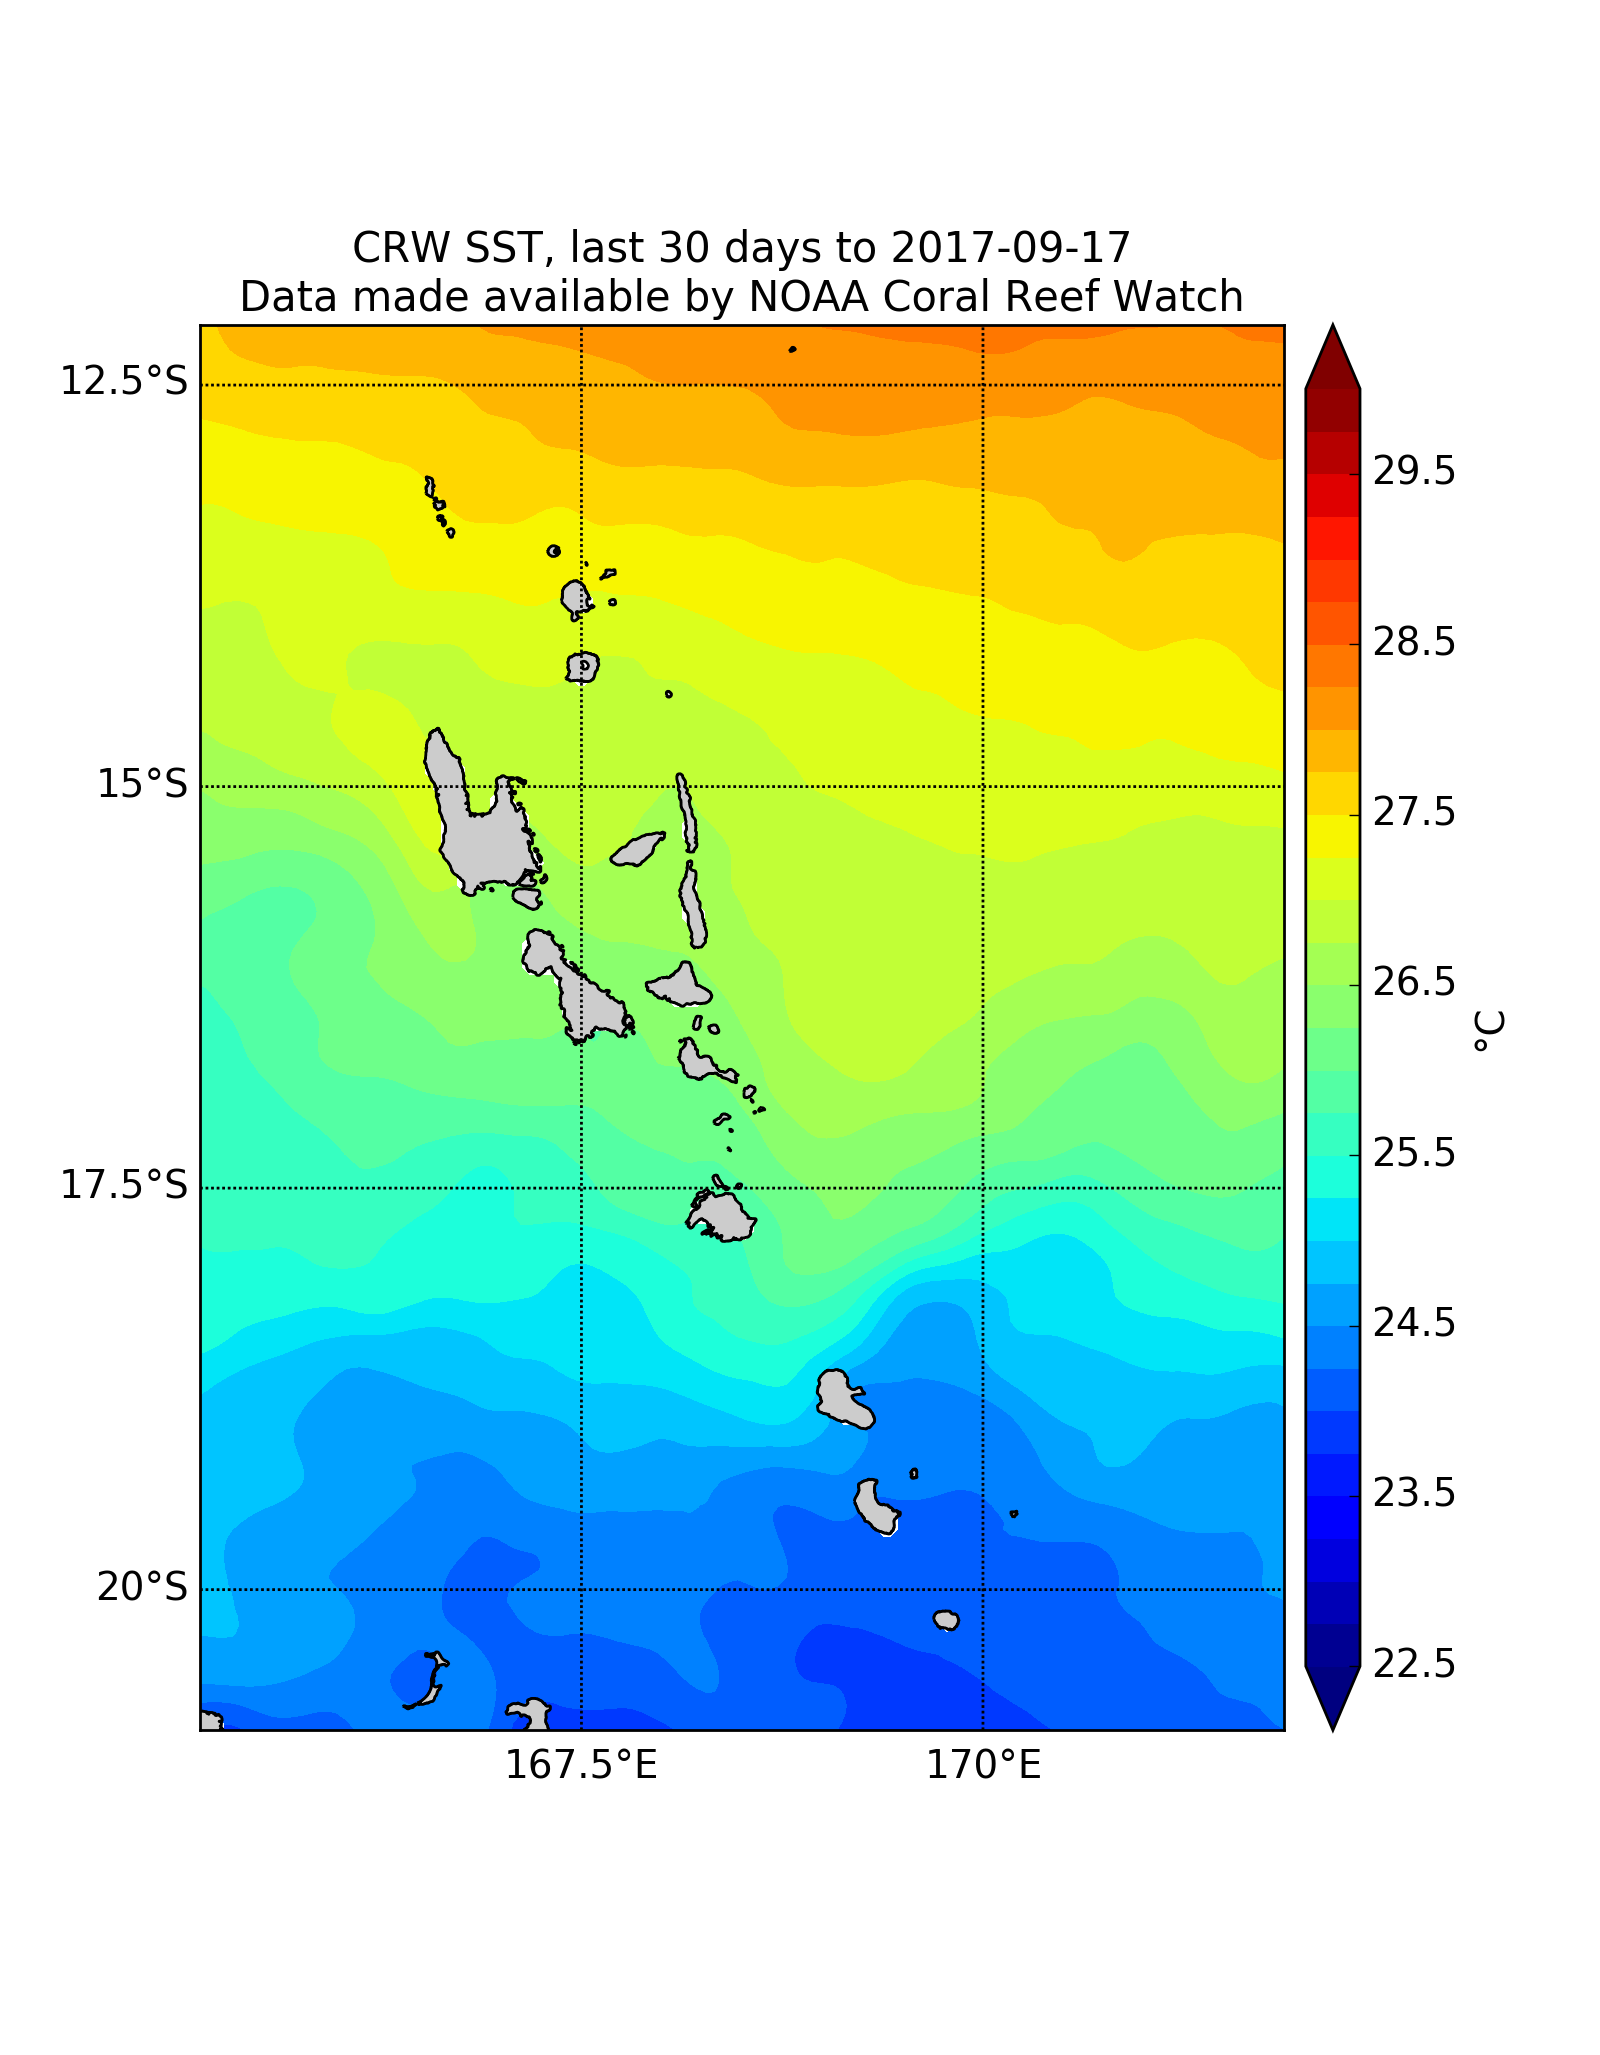 CRW SST, last 30 days to 2017-09-17
Data made available by NOAA Coral Reef Watch
12.5°S
15°S
17.5°S
20°S
167.5°E
170°E
29.5
28.5
27.5
26.5
25.5
24.5
23.5
22.5
°C